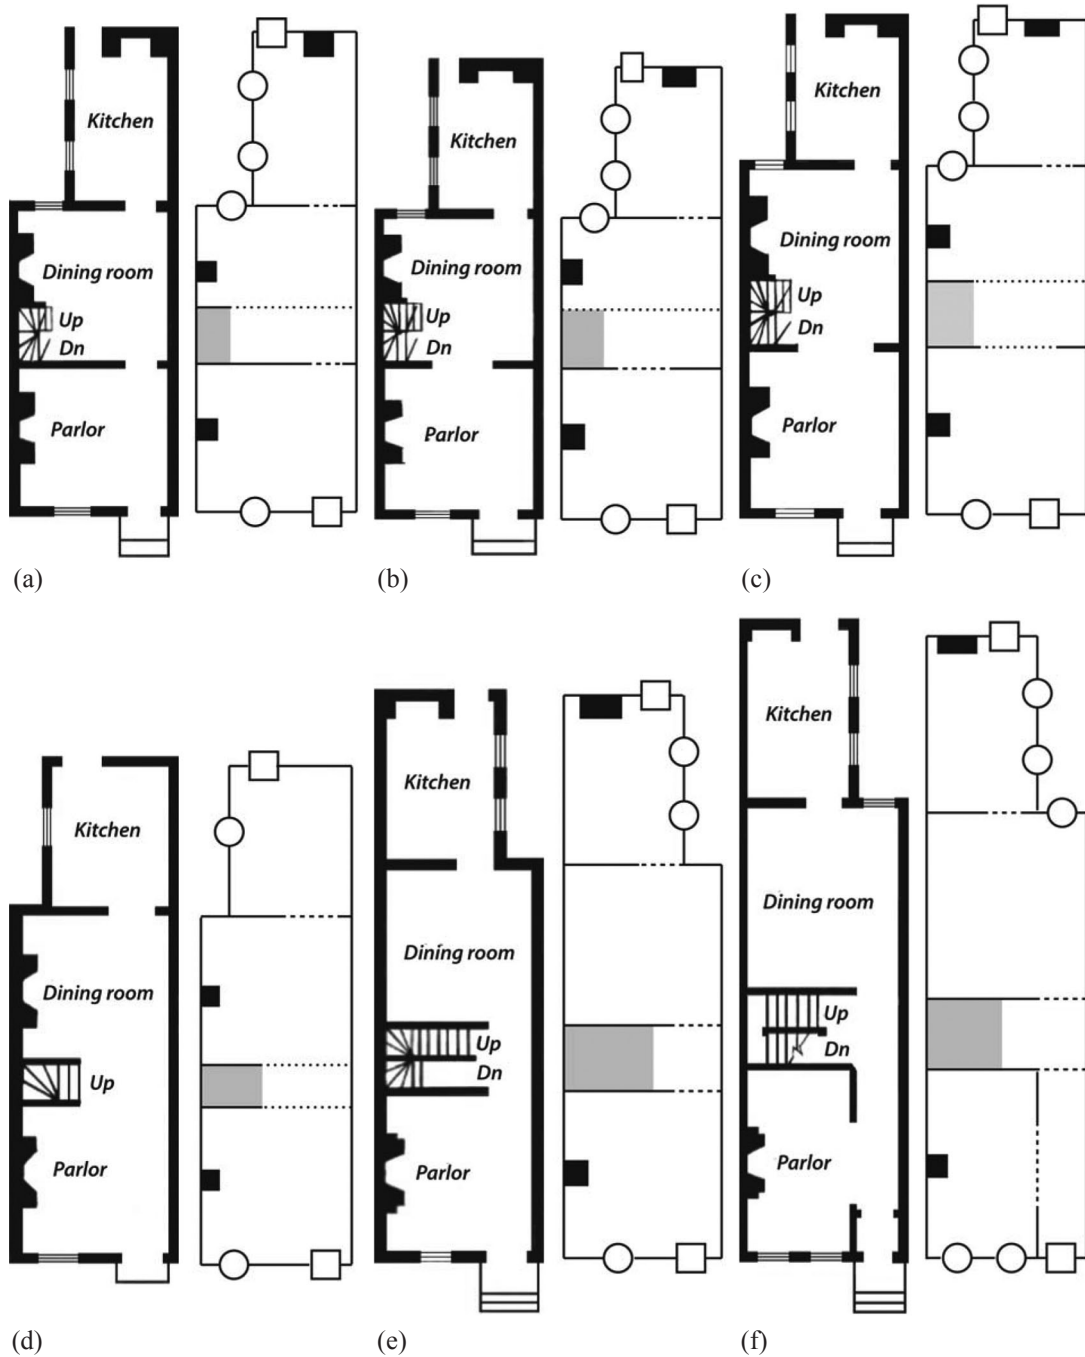 Kitchen
Dining room
Up
Dn
Parlor
(a)
Kitchen
Dining room
Up
Dn
Parlor
(b)
Kitchen
Dining room
Up
Dn
Parlor
(c)
Kitchen
Dining room
Up
Parlor
(d)
Kitchen
Dining room
Up
Dn
Parlor
(e)
Kitchen
Dining room
Up
Dn
Parlor
(f)